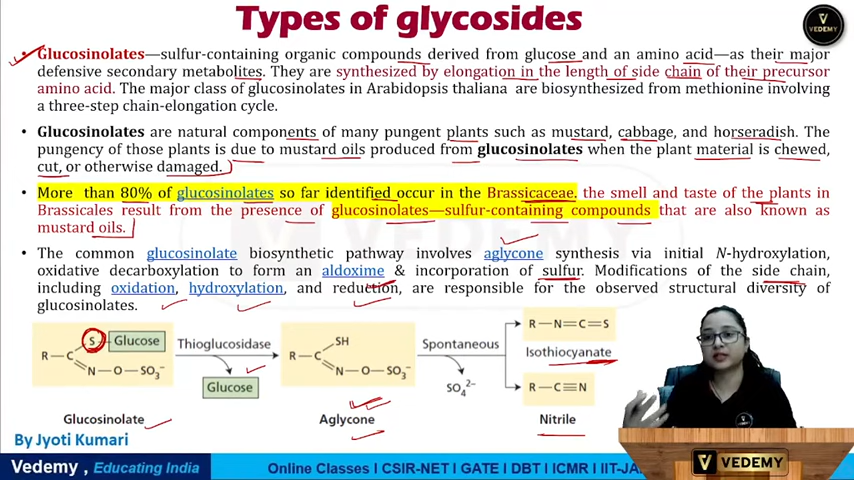 Types of glycosides
• Glucosinolates—sulfur-containing organic compounds derived from glucose and an amino acid—as their major
defensive secondary metabolites. They are synthesized by elongation in the length of side chain of their precursor
amino acid. The major class of glucosinolates in Arabidopsis thaliana are biosynthesized from methionine involving
a three-step chain-elongation cycle.
• Glucosinolates are natural components of many pungent plants such as mustard, cabbage, and horseradish. The
pungency of those plants is due to mustard oils produced from glucosinolates when the plant material is chewed,
cut, or otherwise damaged.
• More than 80% of glucosinolates so far identified occur in the Brassicaceae. the smell and taste of the plants in
Brassicales result from the presence of glucosinolates—sulfur-containing compounds that are also known as
mustard oils.
• The common glucosinolate biosynthetic pathway involves aglycone synthesis via initial N-hydroxylation,
oxidative decarboxylation to form an aldoxime & incorporation of sulfur. Modifications of the side chain,
including oxidation, hydroxylation, and reduction, are responsible for the observed structural diversity of
glucosinolates.
S Glucose
R—C
N—O—SO₃⁻
Glucosinolate
Thioglucosidase
Glucose
SH
R—C
N—O—SO₃⁻
Aglycone
Spontaneous
SO₄²⁻
R—N=C=S
Isothiocyanate
R—C≡N
Nitrile
By Jyoti Kumari
Vedemy , Educating India
Online Classes I CSIR-NET I GATE I DBT I ICMR I IIT-JA
V VEDEMY
VEDEMY